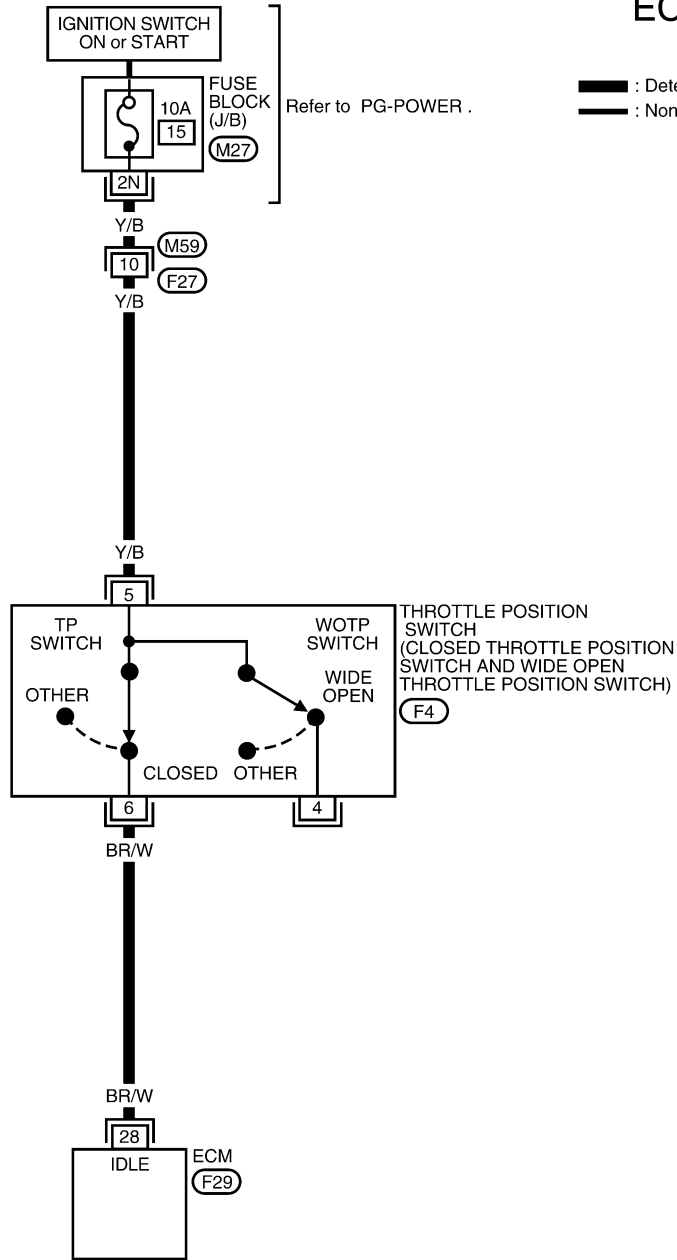 EC
IGNITION SWITCH
ON or START
FUSE
BLOCK
(J/B)
10A
15
M27
Refer to PG-POWER .
2N
Y/B
M59
10
F27
Y/B
Y/B
5
TP
SWITCH
WOTP
SWITCH
OTHER
WIDE
OPEN
CLOSED
OTHER
THROTTLE POSITION
SWITCH
(CLOSED THROTTLE POSITION
SWITCH AND WIDE OPEN
THROTTLE POSITION SWITCH)
F4
6
4
BR/W
BR/W
28
IDLE
ECM
F29